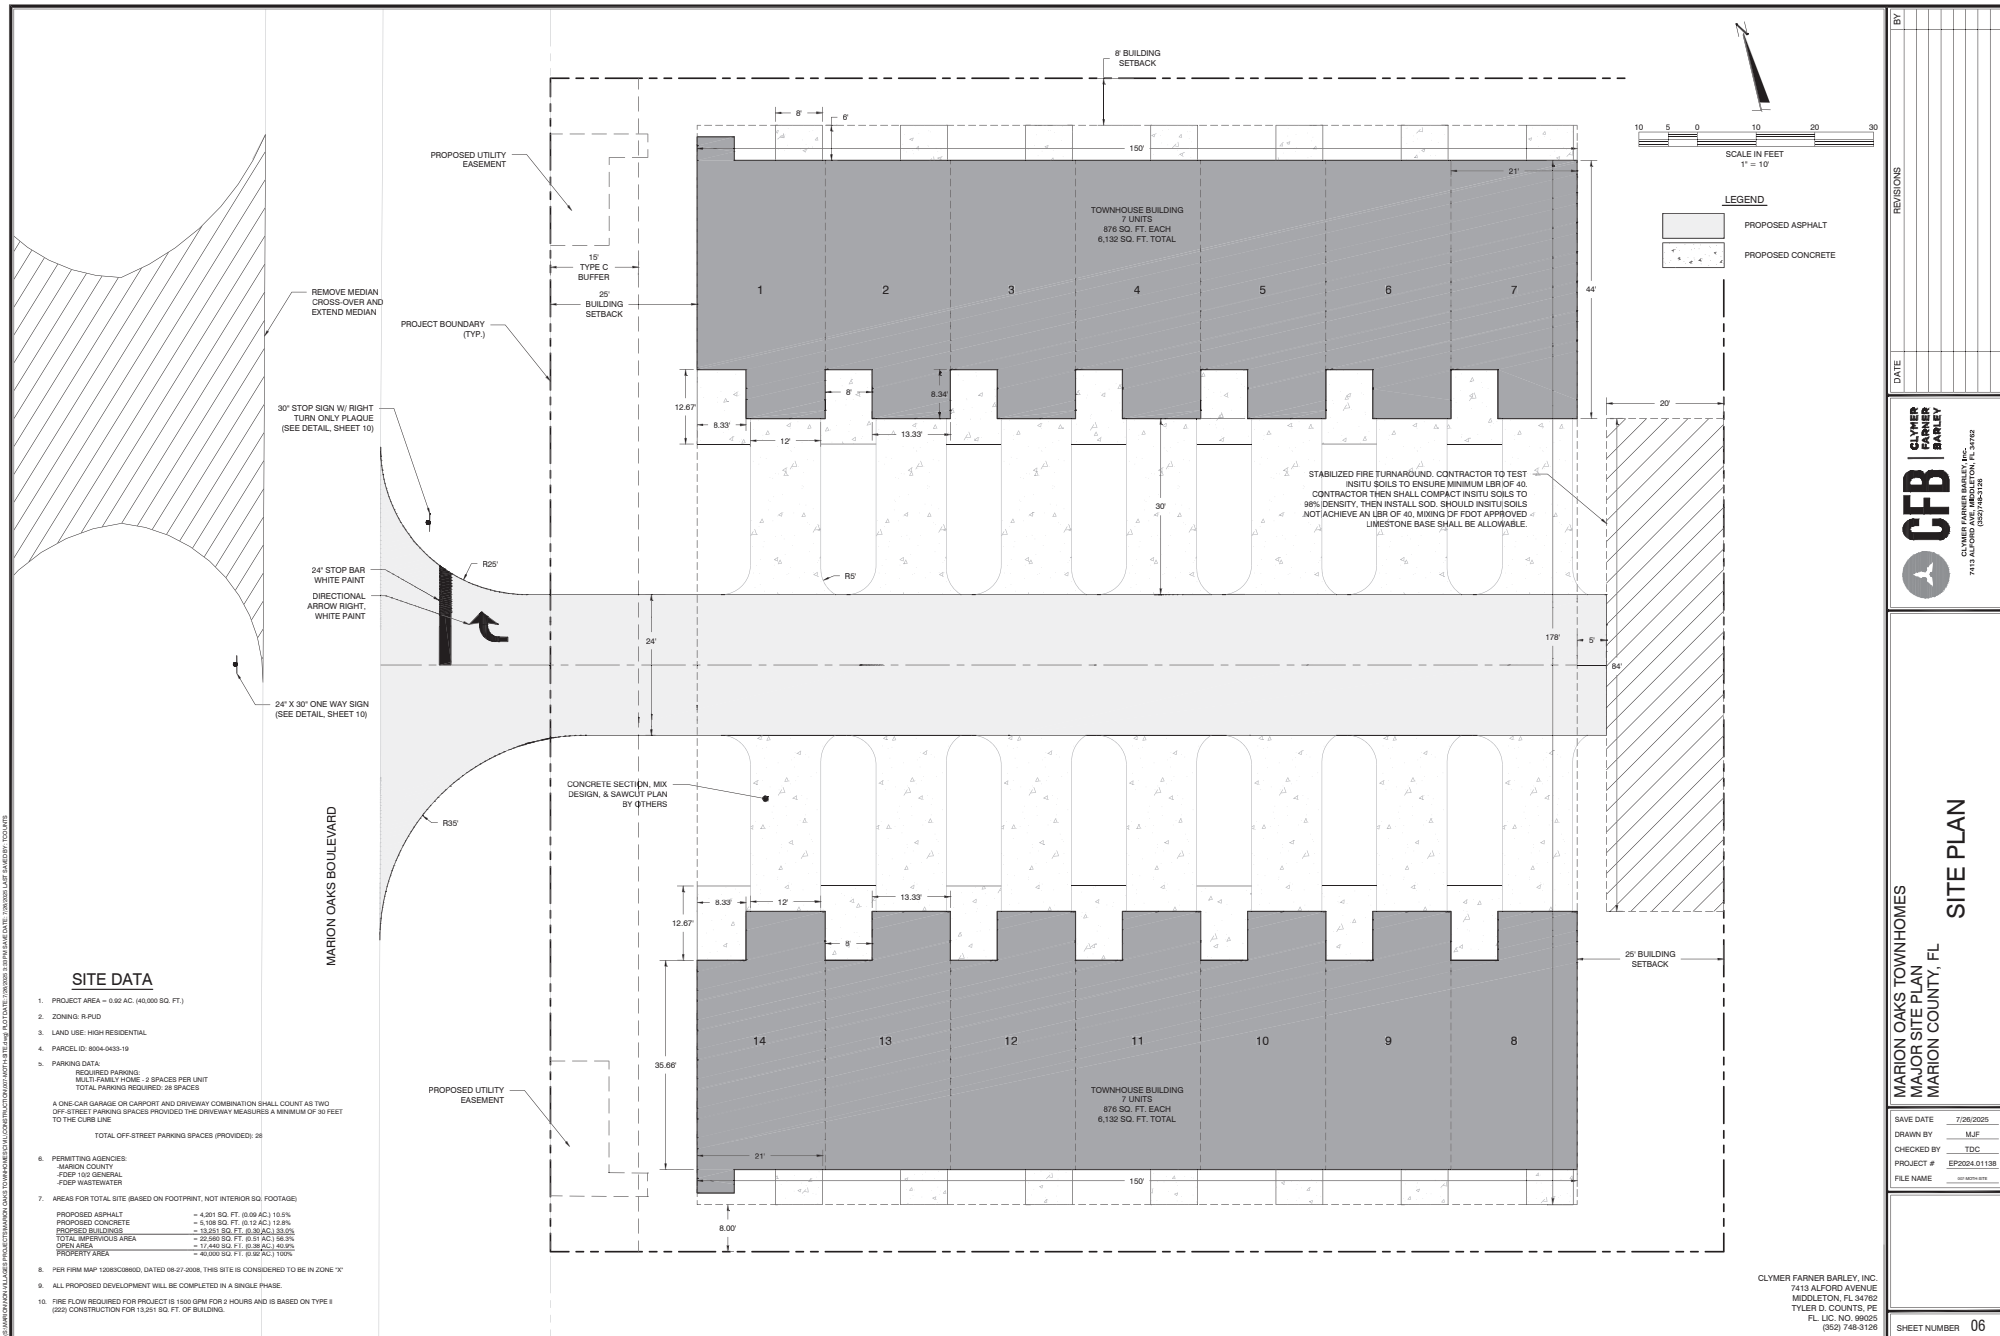 8' BUILDING
SETBACK
N
10 5 0 10 20 30
SCALE IN FEET
1" = 10'
LEGEND
PROPOSED ASPHALT
PROPOSED CONCRETE
8'
6'
150'
21'
PROPOSED UTILITY
EASEMENT
TOWNHOUSE BUILDING
7 UNITS
876 SQ. FT. EACH
6,132 SQ. FT. TOTAL
15'
TYPE C
BUFFER
25'
BUILDING
SETBACK
1 2 3 4 5 6 7
44'
REMOVE MEDIAN
CROSS-OVER AND
EXTEND MEDIAN
PROJECT BOUNDARY
(TYP.)
12.67'
8.33'
12'
8'
13.33'
8.34'
20'
30" STOP SIGN W/ RIGHT
TURN ONLY PLAQUE
(SEE DETAIL, SHEET 10)
STABILIZED FIRE TURNAROUND. CONTRACTOR TO TEST
INSITU SOILS TO ENSURE MINIMUM LBR OF 40.
CONTRACTOR THEN SHALL COMPACT INSITU SOILS TO
98% DENSITY, THEN INSTALL SOD. SHOULD INSITU SOILS
NOT ACHIEVE AN LBR OF 40, MIXING OF FDOT APPROVED
LIMESTONE BASE SHALL BE ALLOWABLE.
30'
R25'
R5'
24" STOP BAR
WHITE PAINT
DIRECTIONAL
ARROW RIGHT,
WHITE PAINT
24'
178'
5'
84'
24" X 30" ONE WAY SIGN
(SEE DETAIL, SHEET 10)
CONCRETE SECTION, MIX
DESIGN, & SAWCUT PLAN
BY OTHERS
R35'
MARION OAKS BOULEVARD
8.33'
12'
13.33'
12.67'
8'
25' BUILDING
SETBACK
35.66'
14 13 12 11 10 9 8
TOWNHOUSE BUILDING
7 UNITS
876 SQ. FT. EACH
6,132 SQ. FT. TOTAL
PROPOSED UTILITY
EASEMENT
21'
150'
8.00'
SITE DATA
1. PROJECT AREA = 0.92 AC. (40,000 SQ. FT.)
2. ZONING: R-PUD
3. LAND USE: HIGH RESIDENTIAL
4. PARCEL ID: 8004-0433-19
5. PARKING DATA:
REQUIRED PARKING:
MULTI-FAMILY HOME - 2 SPACES PER UNIT
TOTAL PARKING REQUIRED: 28 SPACES
A ONE-CAR GARAGE OR CARPORT AND DRIVEWAY COMBINATION SHALL COUNT AS TWO
OFF-STREET PARKING SPACES PROVIDED THE DRIVEWAY MEASURES A MINIMUM OF 30 FEET
TO THE CURB LINE
TOTAL OFF-STREET PARKING SPACES (PROVIDED): 28
6. PERMITTING AGENCIES:
-MARION COUNTY
-FDEP 10/2 GENERAL
-FDEP WASTEWATER
7. AREAS FOR TOTAL SITE (BASED ON FOOTPRINT, NOT INTERIOR SQ. FOOTAGE)
PROPOSED ASPHALT = 4,201 SQ. FT. (0.09 AC.) 10.5%
PROPOSED CONCRETE = 5,108 SQ. FT. (0.12 AC.) 12.8%
PROPSED BUILDINGS = 13,251 SQ. FT. (0.30 AC.) 33.0%
TOTAL IMPERVIOUS AREA = 22,560 SQ. FT. (0.51 AC.) 56.3%
OPEN AREA = 17,440 SQ. FT. (0.38 AC.) 40.9%
PROPERTY AREA = 40,000 SQ. FT. (0.92 AC.) 100%
8. PER FIRM MAP 12083C0860D, DATED 08-27-2008, THIS SITE IS CONSIDERED TO BE IN ZONE "X"
9. ALL PROPOSED DEVELOPMENT WILL BE COMPLETED IN A SINGLE PHASE.
10. FIRE FLOW REQUIRED FOR PROJECT IS 1500 GPM FOR 2 HOURS AND IS BASED ON TYPE II
(222) CONSTRUCTION FOR 13,251 SQ. FT. OF BUILDING.
CLYMER FARNER BARLEY, INC.
7413 ALFORD AVENUE
MIDDLETON, FL 34762
TYLER D. COUNTS, PE
FL. LIC. NO. 99025
(352) 748-3126
BY
REVISIONS
DATE
CFB
CLYMER
FARNER
BARLEY
CLYMER FARNER BARLEY, Inc.
7413 ALFORD AVE, MIDDLETON, FL 34762
(352)748-3126
MARION OAKS TOWNHOMES
MAJOR SITE PLAN
MARION COUNTY, FL
SITE PLAN
SAVE DATE 7/26/2025
DRAWN BY MJF
CHECKED BY TDC
PROJECT # EP2024.01138
FILE NAME
SHEET NUMBER 06